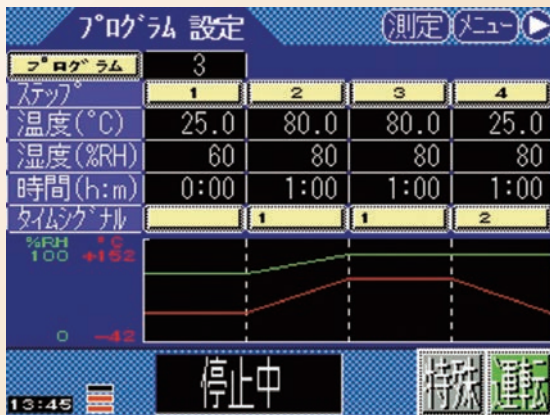 プログラム 設定 測定 メニュー
プログラム 3
ステップ 1 2 3 4
温度(°C) 25.0 80.0 80.0 25.0
湿度(%RH) 60 80 80 80
時間(h:m) 0:00 1:00 1:00 1:00
タイムシグナル 1 1 2
%RH °C
100 +152
0 -42
停止中 特殊 運転
13:45